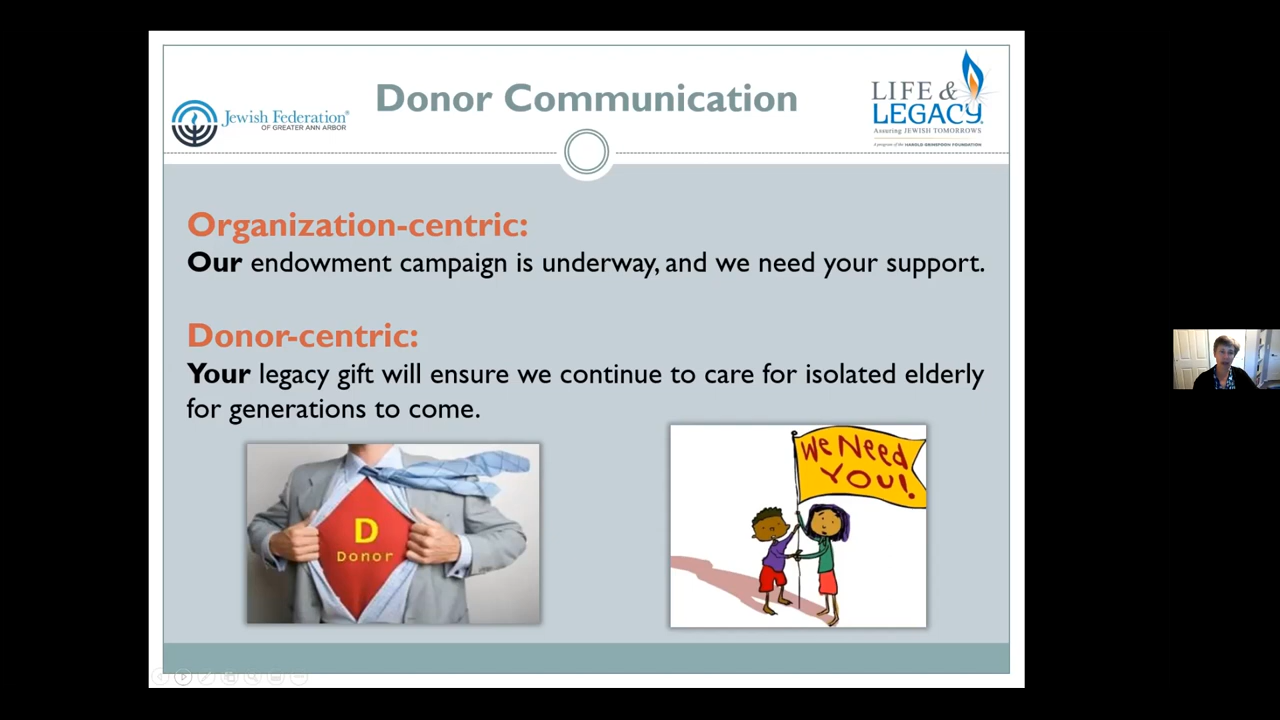 Donor Communication
Jewish Federation®
OF GREATER ANN ARBOR
LIFE &
LEGACY®
Assuring JEWISH TOMORROWS
A program of the HAROLD GRINSPOON FOUNDATION
Organization-centric:
Our endowment campaign is underway, and we need your support.
Donor-centric:
Your legacy gift will ensure we continue to care for isolated elderly
for generations to come.
D
Donor
We Need
YOU!